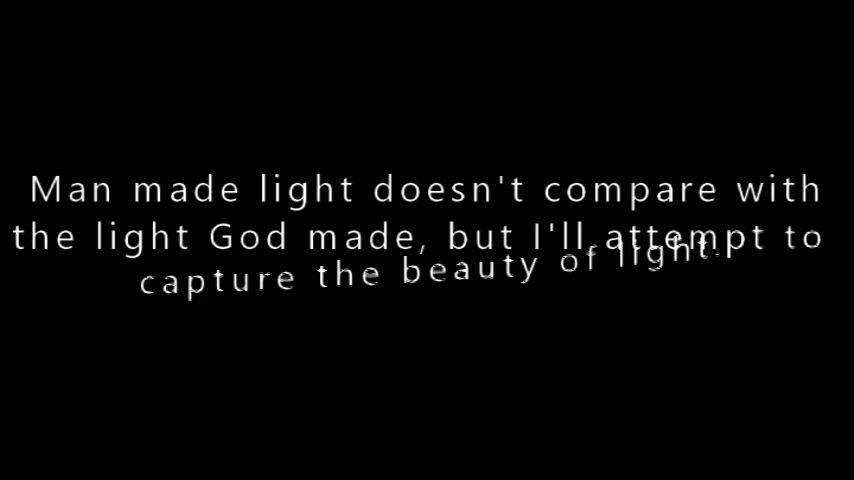 Man made light doesn't compare with
the light God made, but I'll attempt to
capture the beauty of light.